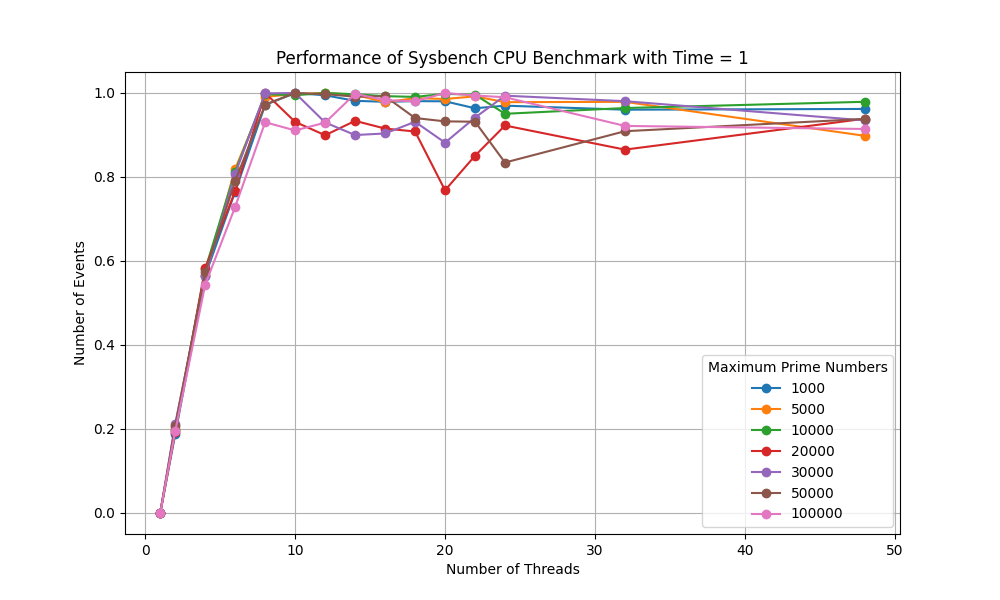 Performance of Sysbench CPU Benchmark with Time = 1
Number of Events
1.0
0.8
0.6
0.4
0.2
0.0
Maximum Prime Numbers
1000
5000
10000
20000
30000
50000
100000
0 10 20 30 40 50
Number of Threads